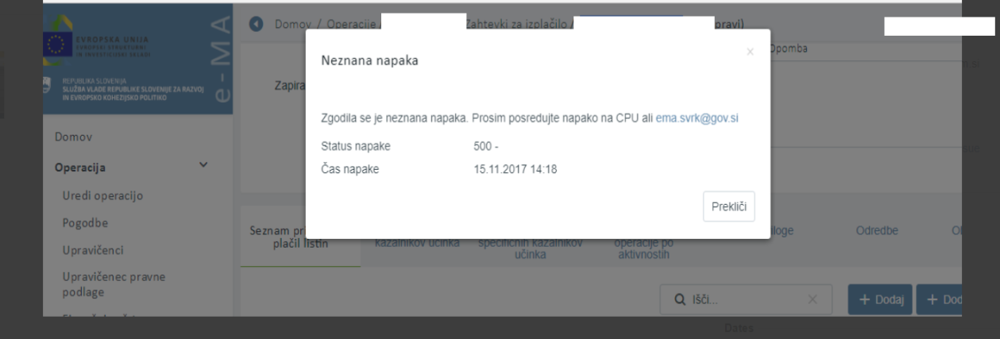 Domov / Operacije / Zahtevki za izplačilo / pravi)
EVROPSKA UNIJA
EVROPSKI STRUKTURNI
IN INVESTICIJSKI SKLADI
REPUBLIKA SLOVENIJA
SLUŽBA VLADE REPUBLIKE SLOVENIJE ZA RAZVOJ
IN EVROPSKO KOHEZIJSKO POLITIKO
e-MA
Domov
Operacija
Uredi operacijo
Pogodbe
Upravičenci
Upravičenec pravne
podlage
Opomba
Zapira
Neznana napaka
Zgodila se je neznana napaka. Prosim posredujte napako na CPU ali ema.svrk@gov.si
Status napake 500 -
Čas napake 15.11.2017 14:18
Prekliči
Seznam pr
plačil listin
kazalnikov učinka
specifičnih kazalnikov
učinka
operacije po
aktivnostih
loge
Odredbe
Išči...
+ Dodaj
+ Dod
Dates